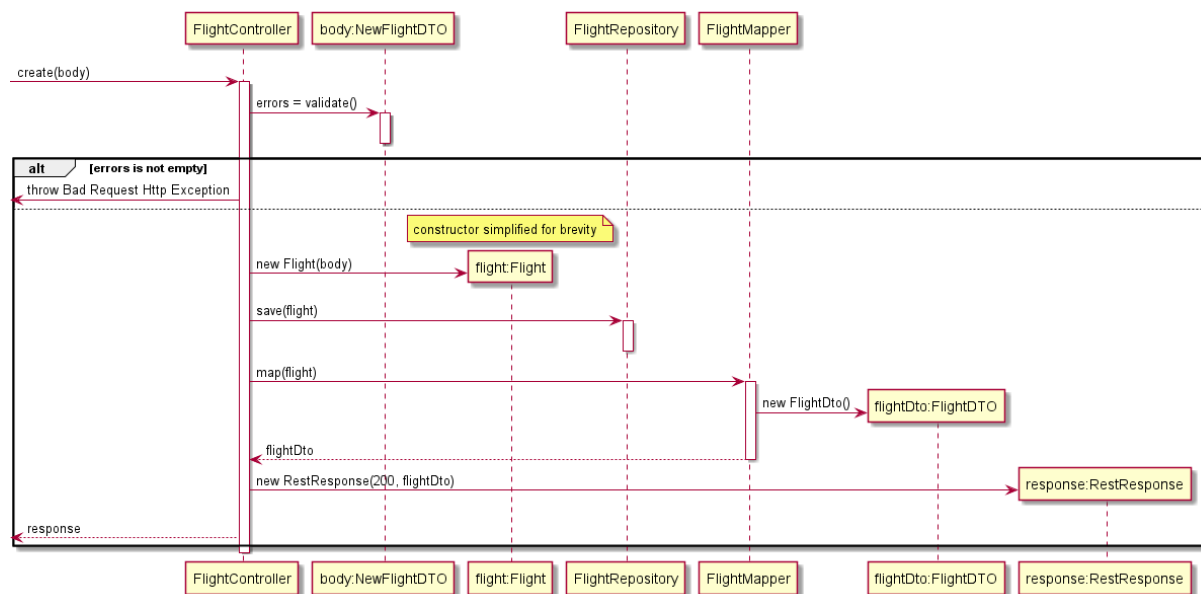 FlightController
body:NewFlightDTO
FlightRepository
FlightMapper
create(body)
errors = validate()
alt
[errors is not empty]
throw Bad Request Http Exception
constructor simplified for brevity
new Flight(body)
flight:Flight
save(flight)
map(flight)
new FlightDto()
flightDto:FlightDTO
flightDto
new RestResponse(200, flightDto)
response:RestResponse
response
FlightController
body:NewFlightDTO
flight:Flight
FlightRepository
FlightMapper
flightDto:FlightDTO
response:RestResponse